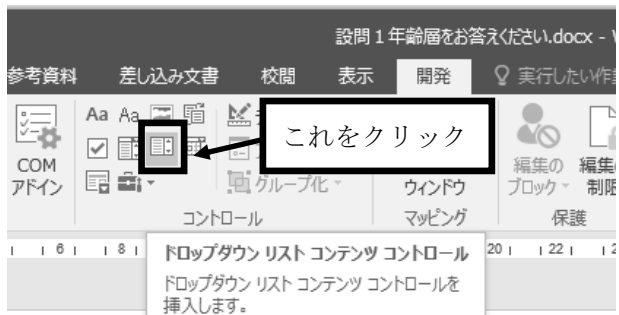 設問１年齢層をお答えください.docx -
参考資料 差し込み文書 校閲 表示 開発 実行したい作業
Aa Aa
これをクリック
COM
アドイン
グループ化
ウィンドウ
編集の
ブロック
編集の
制限
コントロール
マッピング
保護
6 8 20 22
ドロップダウン リスト コンテンツ コントロール
ドロップダウン リスト コンテンツ コントロールを
挿入します。